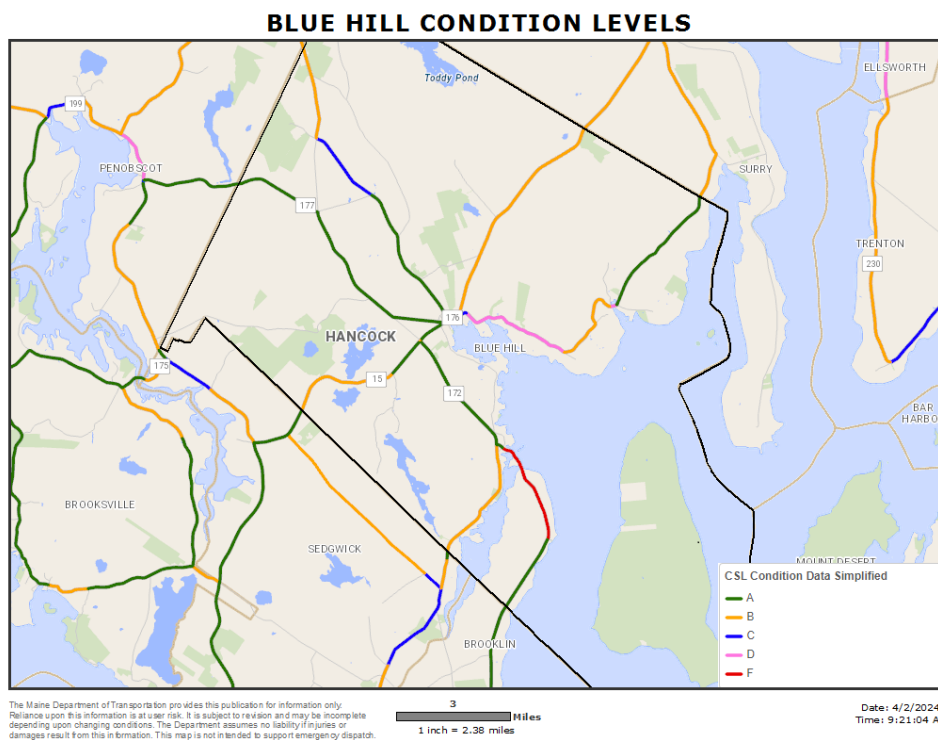 BLUE HILL CONDITION LEVELS
Toddy Pond
ELLSWORTH
199
PENOBSCOT
SURRY
177
TRENTON
230
176
HANCOCK
BLUE HILL
175
15
172
BAR
HARBO
BROOKSVILLE
SEDGWICK
MOUNT DESERT
BROOKLIN
CSL Condition Data Simplified
A
B
C
D
F
The Maine Department of Transportation provides this publication for information only.
Reliance upon this information is at user risk. It is subject to revision and may be incomplete
depending upon changing conditions. The Department assumes no liability if injuries or
damages result from this information. This map is not intended to support emergency dispatch.
3
Miles
1 inch = 2.38 miles
Date: 4/2/2024
Time: 9:21:04 A